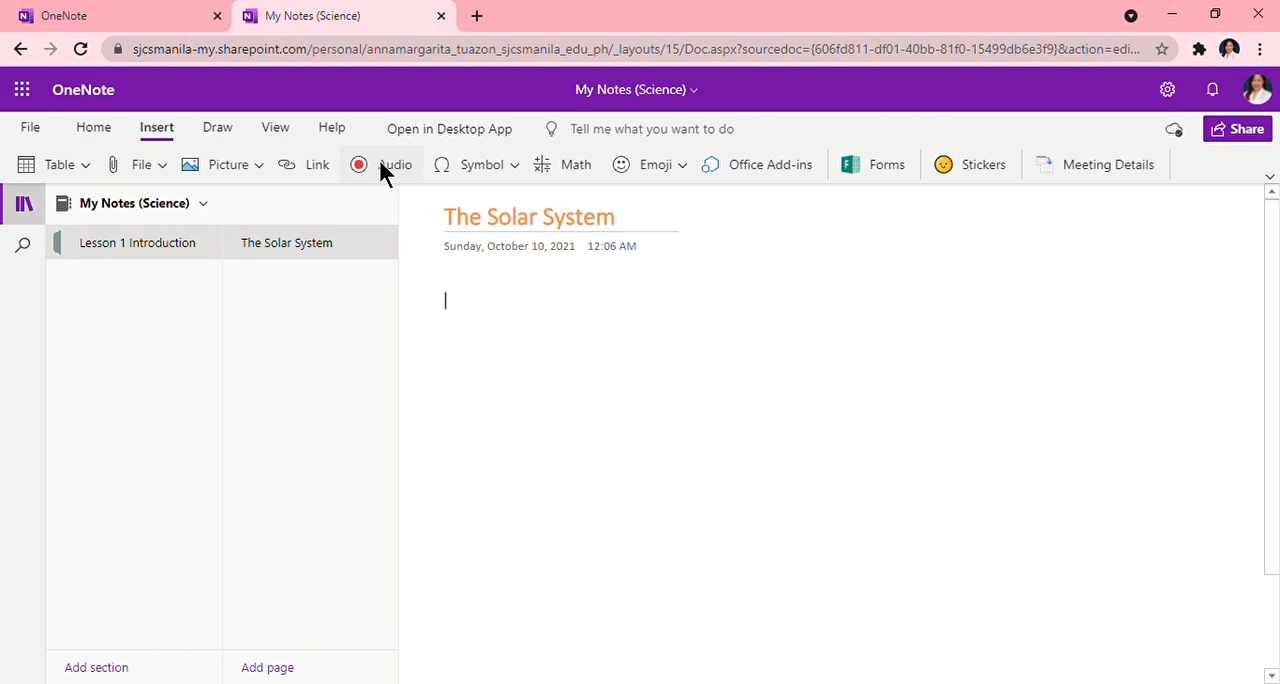 OneNote
My Notes (Science)
sjcsmanila-my.sharepoint.com/personal/annamargarita_tuazon_sjcsmanila_edu_ph/_layouts/15/Doc.aspx?sourcedoc={606fd811-df01-40bb-81f0-15499db6e3f9}&action=edi...
OneNote
My Notes (Science)
File Home Insert Draw View Help Open in Desktop App Tell me what you want to do Share
Table File Picture Link Audio Symbol Math Emoji Office Add-ins Forms Stickers Meeting Details
My Notes (Science)
Lesson 1 Introduction
The Solar System
The Solar System
Sunday, October 10, 2021 12:06 AM
Add section
Add page